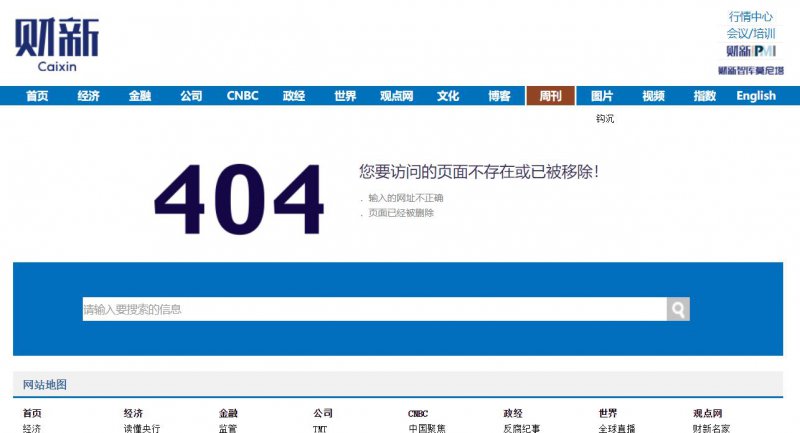 财新
Caixin
行情中心
会议/培训
财新PMI
财新智库莫尼塔
首页 经济 金融 公司 CNBC 政经 世界 观点网 文化 博客 周刊 图片 视频 指数 English
钩沉
404
您要访问的页面不存在或已被移除！
．输入的网址不正确
．页面已经被删除
请输入要搜索的信息
网站地图
首页 经济 金融 公司 CNBC 政经 世界 观点网
经济 读懂央行 监管 TMT 中国聚焦 反腐纪事 全球直播 财新名家